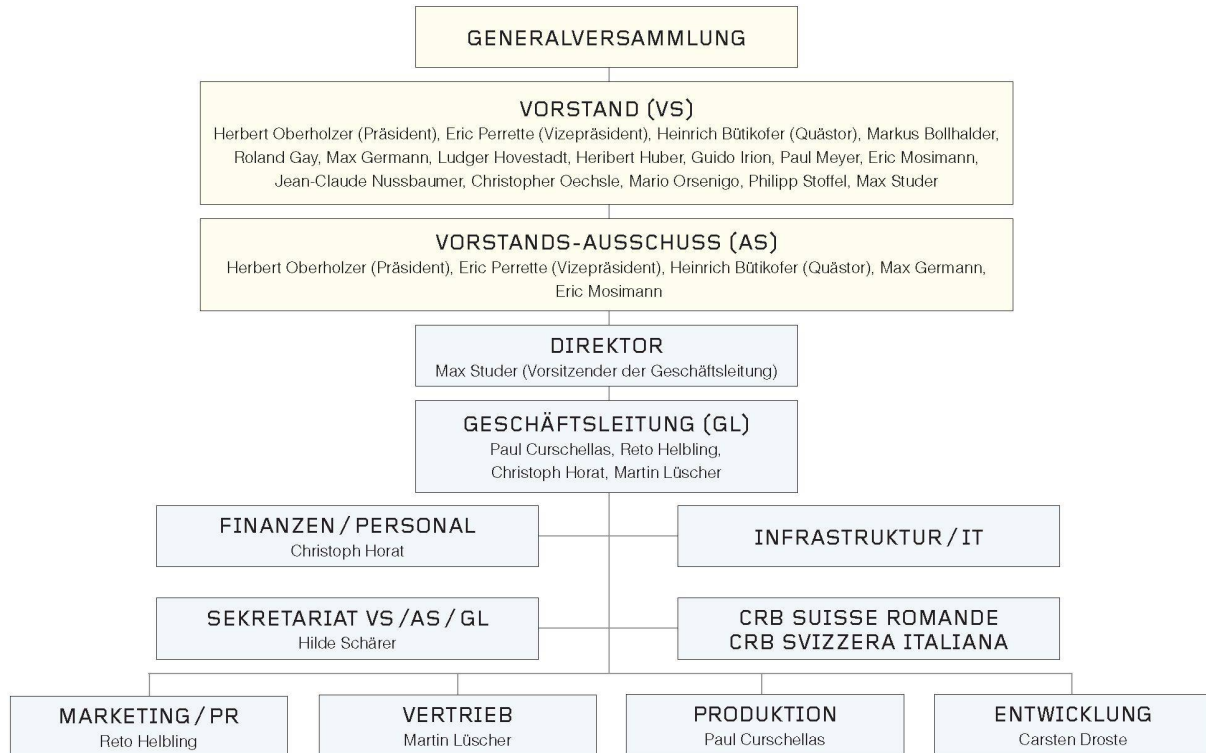 GENERALVERSAMMLUNG
VORSTAND (VS)
Herbert Oberholzer (Präsident), Eric Perrette (Vizepräsident), Heinrich Bütikofer (Quästor), Markus Bollhalder,
Roland Gay, Max Germann, Ludger Hovestadt, Heribert Huber, Guido Irion, Paul Meyer, Eric Mosimann,
Jean-Claude Nussbaumer, Christopher Oechsle, Mario Orsenigo, Philipp Stoffel, Max Studer
VORSTANDS-AUSSCHUSS (AS)
Herbert Oberholzer (Präsident), Eric Perrette (Vizepräsident), Heinrich Bütikofer (Quästor), Max Germann,
Eric Mosimann
DIREKTOR
Max Studer (Vorsitzender der Geschäftsleitung)
GESCHÄFTSLEITUNG (GL)
Paul Curschellas, Reto Helbling,
Christoph Horat, Martin Lüscher
FINANZEN / PERSONAL
Christoph Horat
INFRASTRUKTUR / IT
SEKRETARIAT VS / AS / GL
Hilde Schärer
CRB SUISSE ROMANDE
CRB SVIZZERA ITALIANA
MARKETING / PR
Reto Helbling
VERTRIEB
Martin Lüscher
PRODUKTION
Paul Curschellas
ENTWICKLUNG
Carsten Droste